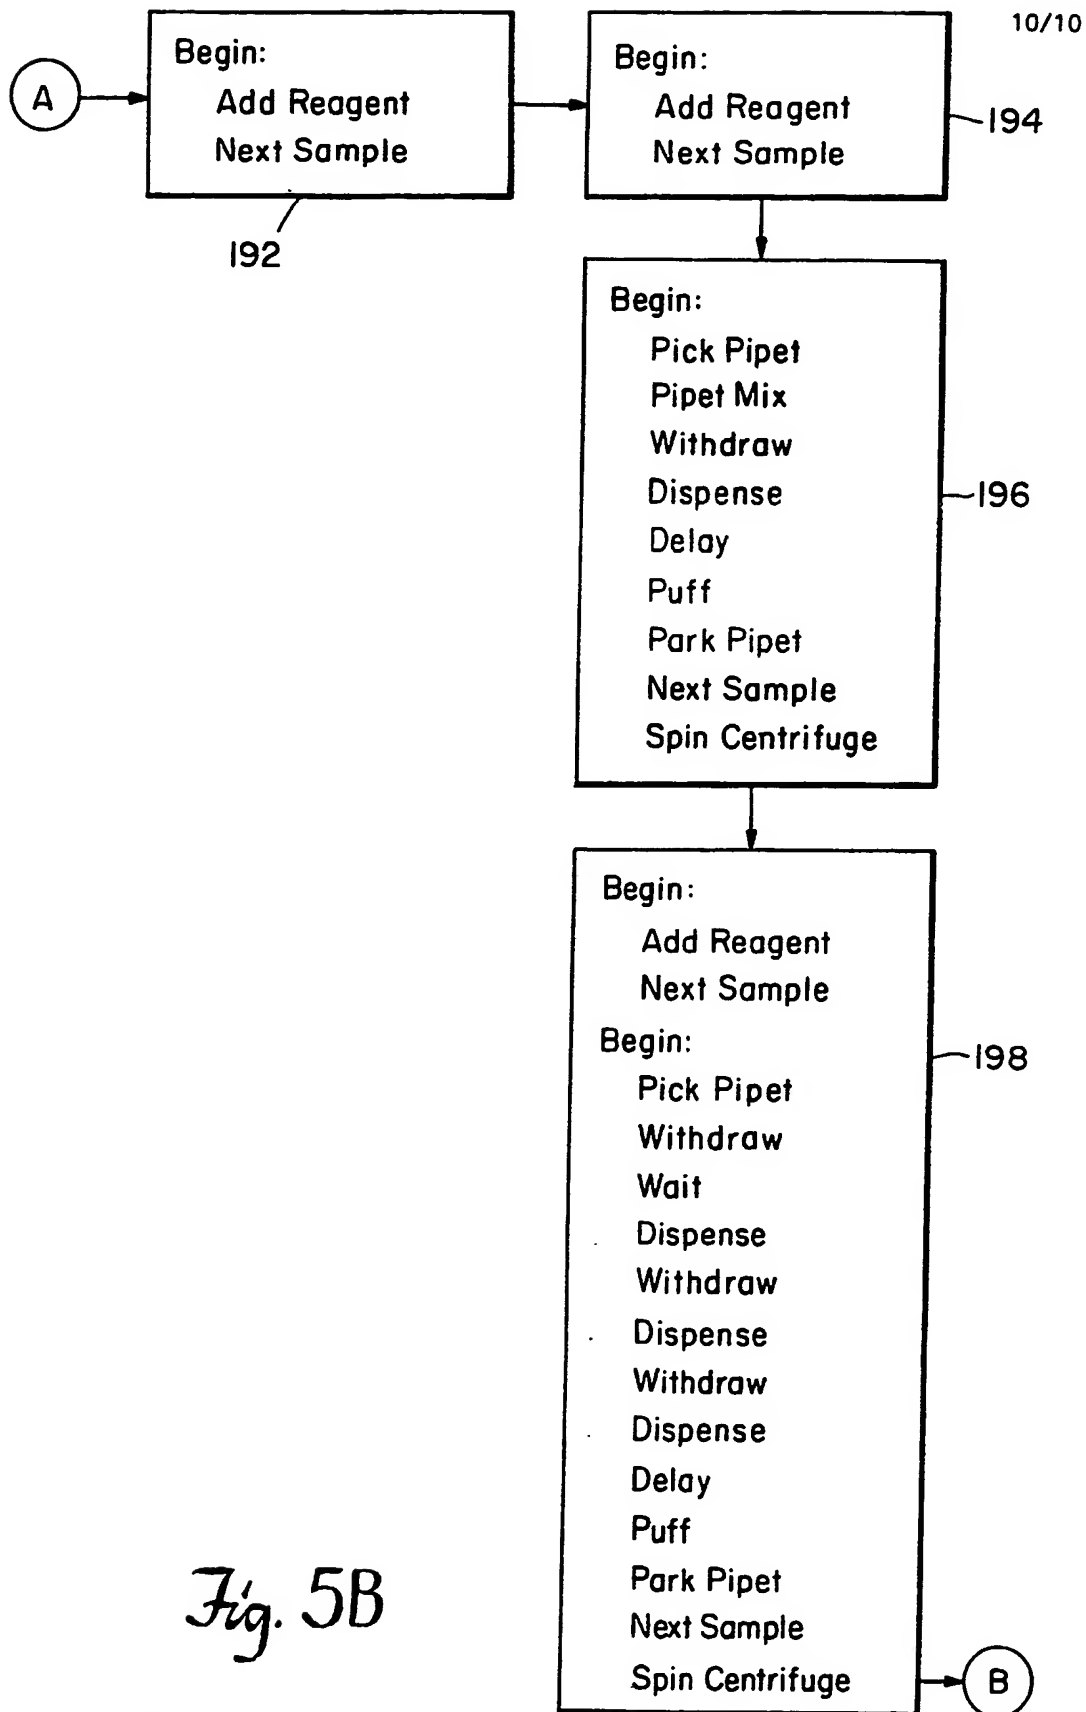 10/10
A
Begin:
Add Reagent
Next Sample
192
Begin:
Add Reagent
Next Sample
194
Begin:
Pick Pipet
Pipet Mix
Withdraw
Dispense
Delay
Puff
Park Pipet
Next Sample
Spin Centrifuge
196
Begin:
Add Reagent
Next Sample
Begin:
Pick Pipet
Withdraw
Wait
Dispense
Withdraw
Dispense
Withdraw
Dispense
Delay
Puff
Park Pipet
Next Sample
Spin Centrifuge
198
B
Fig. 5B